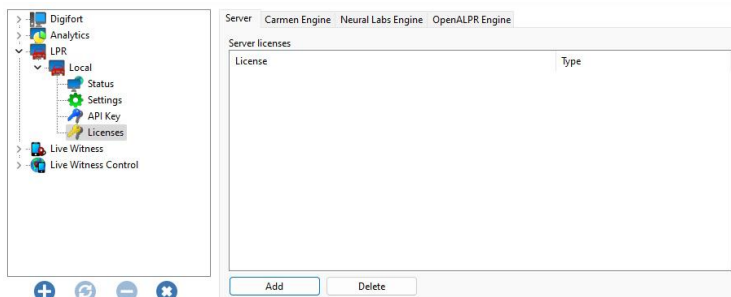 Digifort
Analytics
LPR
Local
Status
Settings
API Key
Licenses
Live Witness
Live Witness Control
Server Carmen Engine Neural Labs Engine OpenALPR Engine
Server licenses
License Type
Add Delete